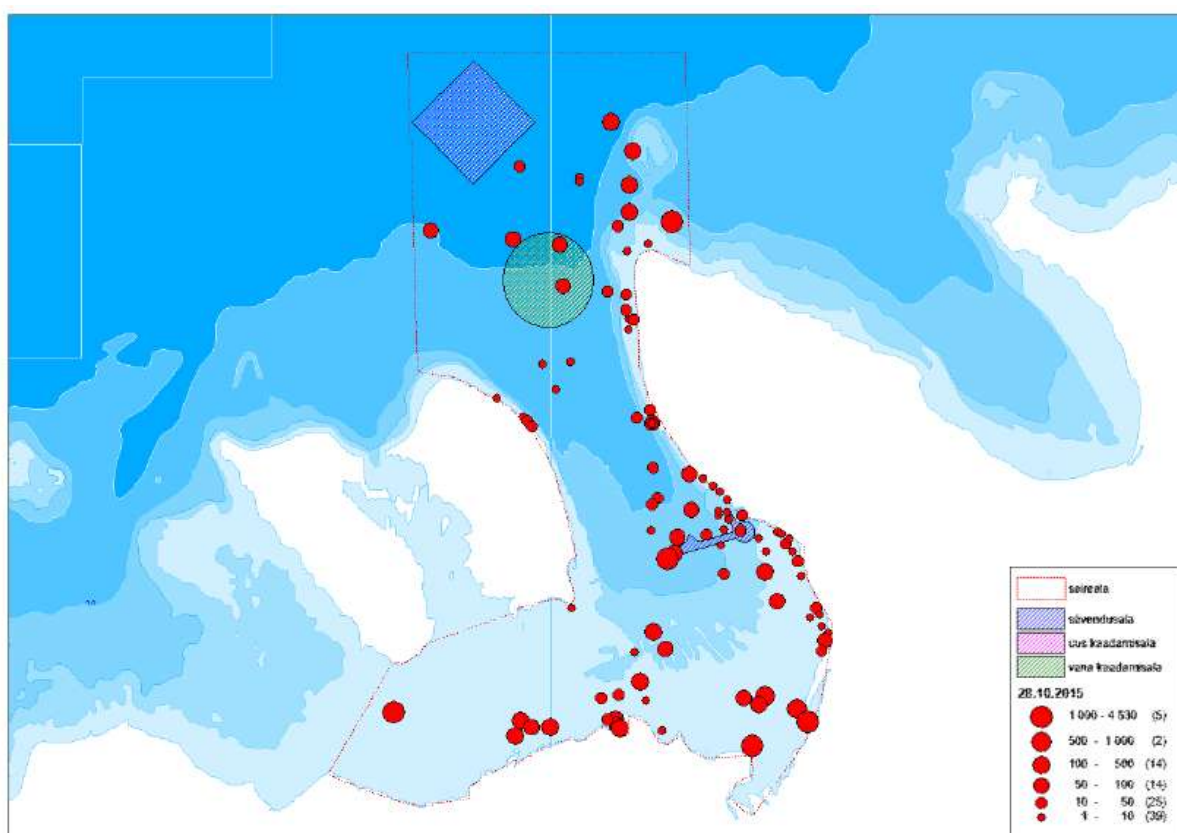 seireala
süvendusala
uus kaadamisala
vana kaadamisala
28.10.2015
1 000 - 4 530 (5)
500 - 1 000 (2)
100 - 500 (14)
50 - 100 (14)
10 - 50 (25)
1 - 10 (39)